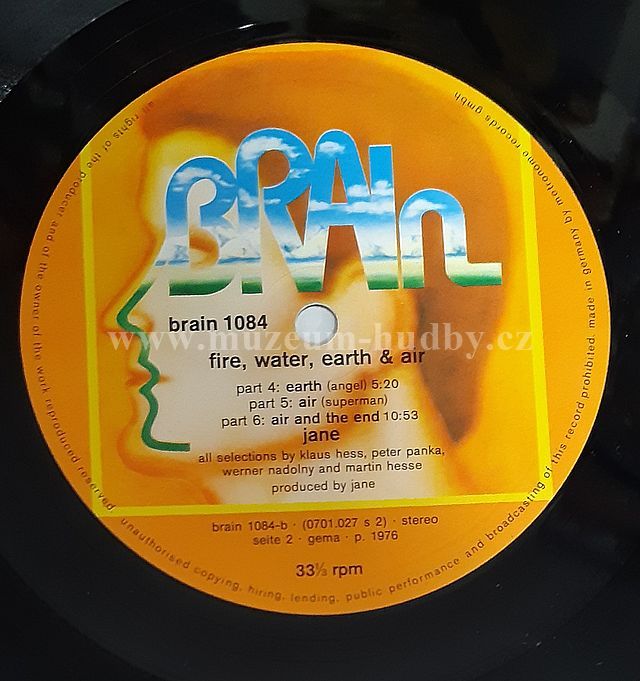 BRAIN
brain 1084
www.muzeum-hudby.cz
fire, water, earth & air
part 4: earth (angel) 5:20
part 5: air (superman)
part 6: air and the end 10:53
jane
all selections by klaus hess, peter panka,
werner nadolny and martin hesse
produced by jane
brain 1084-b · (0701.027 s 2) · stereo
seite 2 · gema · p. 1976
33⅓ rpm
all rights of the producer and of the owner of the work reproduced reserved unauthorised copying, hiring, lending, public performance and broadcasting of this record prohibited. made in germany by metronome records gmbh